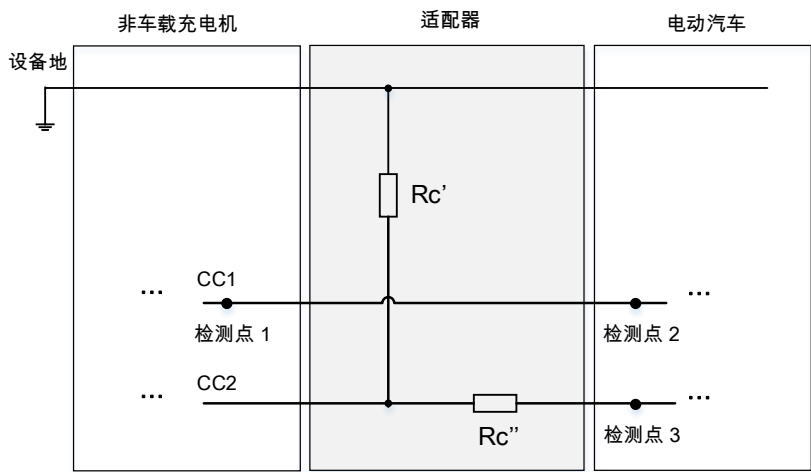 非车载充电机
适配器
电动汽车
设备地
Rc’
CC1
...
...
检测点 1
检测点 2
CC2
...
...
Rc’’
检测点 3